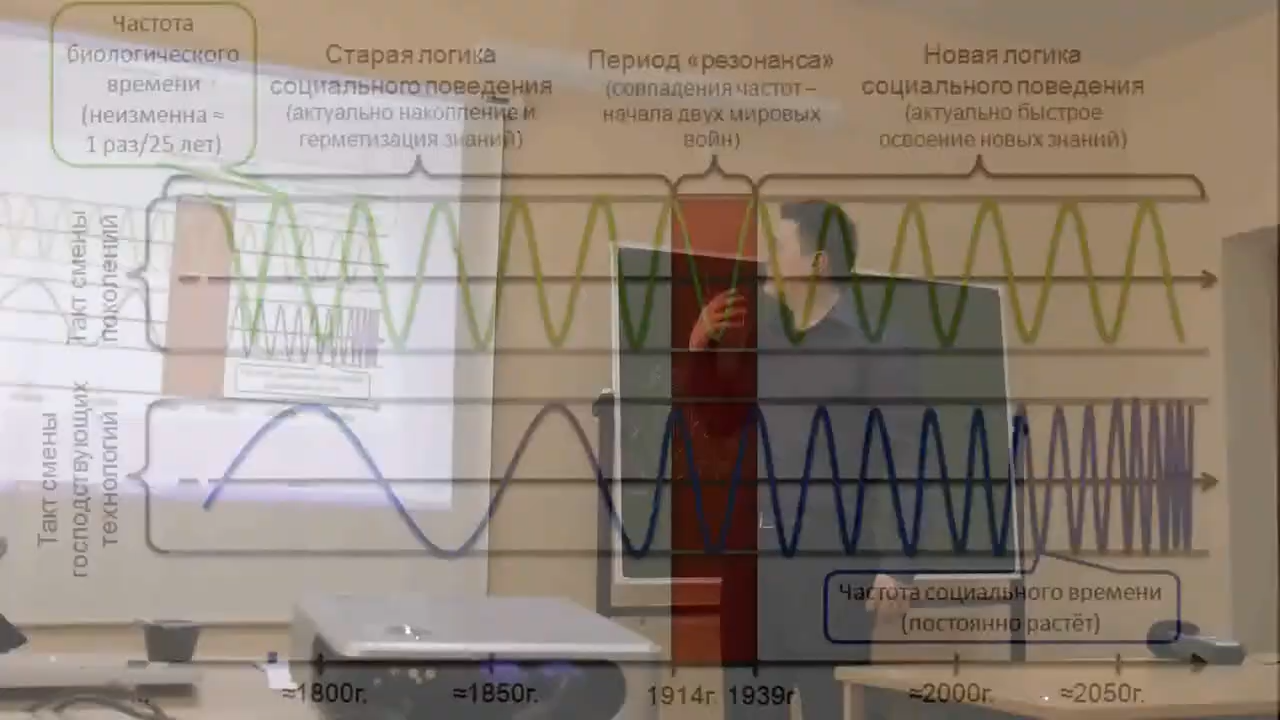 Частота
биологического
времени
(неизменна ≈
1 раз/25 лет)
Старая логика
социального поведения
(актуально накопление и
герметизация знаний)
Период «резонанса»
(совпадения частот –
начала двух мировых
войн)
Новая логика
социального поведения
(актуально быстрое
освоение новых знаний)
Такт смены
поколений
Такт смены
господствующих
технологий
Частота социального времени
(постоянно растёт)
...
≈1800г.
≈1850г.
1914г.
1939г
≈2000г.
≈2050г.